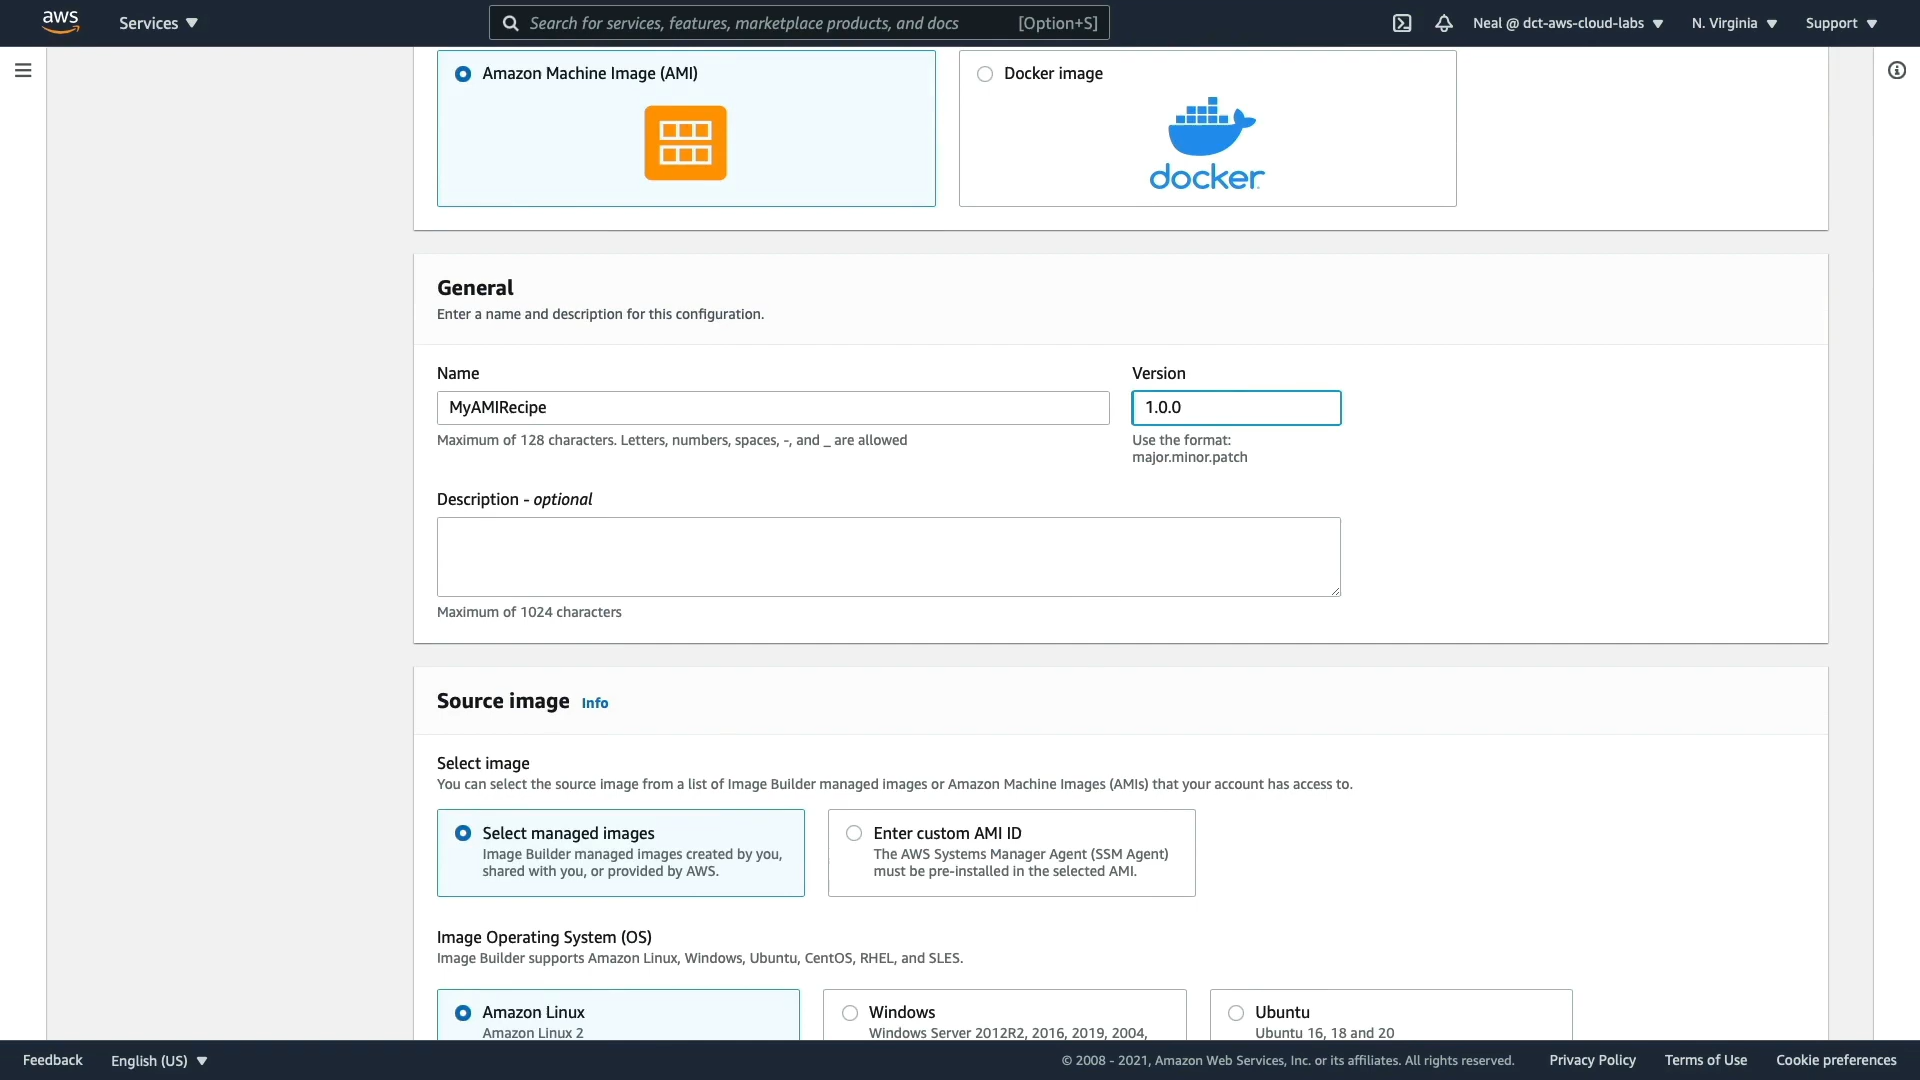 aws
Services
Search for services, features, marketplace products, and docs
[Option+S]
Neal @ dct-aws-cloud-labs
N. Virginia
Support
Amazon Machine Image (AMI)
Docker image
docker
General
Enter a name and description for this configuration.
Name
Version
MyAMIRecipe
1.0.0
Maximum of 128 characters. Letters, numbers, spaces, -, and _ are allowed
Use the format:
major.minor.patch
Description - optional
Maximum of 1024 characters
Source image Info
Select image
You can select the source image from a list of Image Builder managed images or Amazon Machine Images (AMIs) that your account has access to.
Select managed images
Image Builder managed images created by you,
shared with you, or provided by AWS.
Enter custom AMI ID
The AWS Systems Manager Agent (SSM Agent)
must be pre-installed in the selected AMI.
Image Operating System (OS)
Image Builder supports Amazon Linux, Windows, Ubuntu, CentOS, RHEL, and SLES.
Amazon Linux
Amazon Linux 2
Windows
Windows Server 2012R2, 2016, 2019, 2004,
Ubuntu
Ubuntu 16, 18 and 20
Feedback
English (US)
© 2008 - 2021, Amazon Web Services, Inc. or its affiliates. All rights reserved.
Privacy Policy
Terms of Use
Cookie preferences